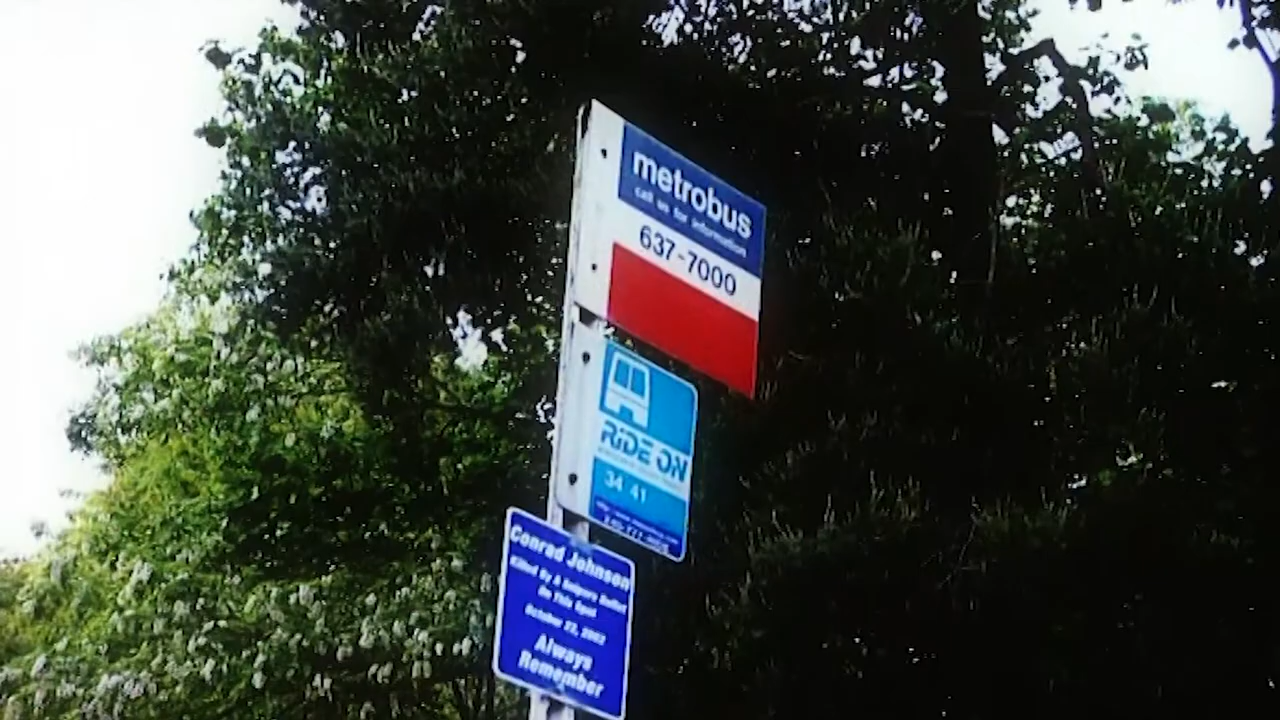 metrobus
call us for information
637-7000
RIDE ON
34 41
Conrad Johnson
Killed By A Snipers Bullet
On This Spot
October 22, 2002
Always
Remember